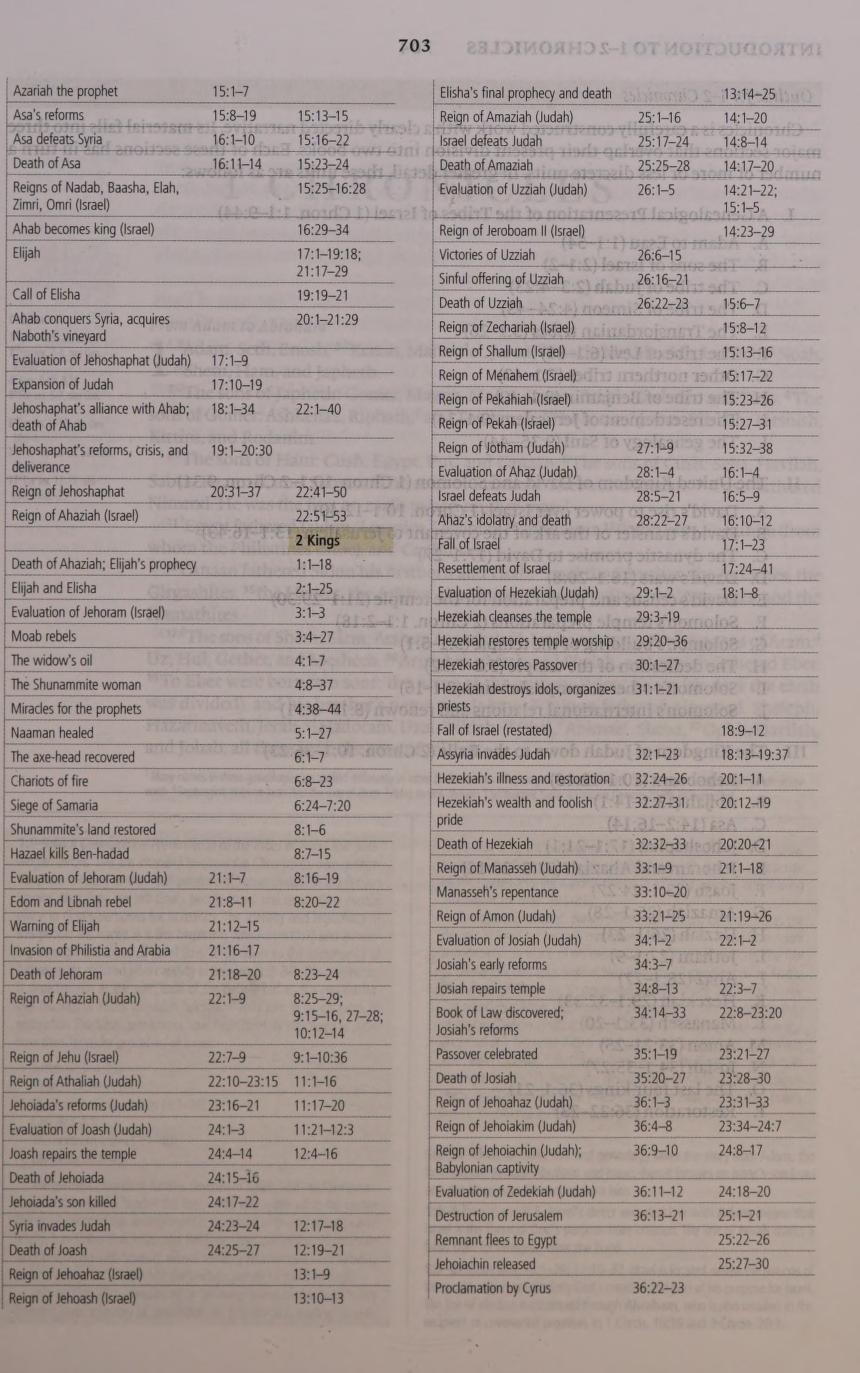 703
Azariah the prophet 15:1–7
Asa's reforms 15:8–19 15:13–15
Asa defeats Syria 16:1–10 15:16–22
Death of Asa 16:11–14 15:23–24
Reigns of Nadab, Baasha, Elah, 15:25–16:28
Zimri, Omri (Israel)
Ahab becomes king (Israel) 16:29–34
Elijah 17:1–19:18;
21:17–29
Call of Elisha 19:19–21
Ahab conquers Syria, acquires 20:1–21:29
Naboth's vineyard
Evaluation of Jehoshaphat (Judah) 17:1–9
Expansion of Judah 17:10–19
Jehoshaphat's alliance with Ahab; 18:1–34 22:1–40
death of Ahab
Jehoshaphat's reforms, crisis, and 19:1–20:30
deliverance
Reign of Jehoshaphat 20:31–37 22:41–50
Reign of Ahaziah (Israel) 22:51–53
2 Kings
Death of Ahaziah; Elijah's prophecy 1:1–18
Elijah and Elisha 2:1–25
Evaluation of Jehoram (Israel) 3:1–3
Moab rebels 3:4–27
The widow's oil 4:1–7
The Shunammite woman 4:8–37
Miracles for the prophets 4:38–44
Naaman healed 5:1–27
The axe-head recovered 6:1–7
Chariots of fire 6:8–23
Siege of Samaria 6:24–7:20
Shunammite's land restored 8:1–6
Hazael kills Ben-hadad 8:7–15
Evaluation of Jehoram (Judah) 21:1–7 8:16–19
Edom and Libnah rebel 21:8–11 8:20–22
Warning of Elijah 21:12–15
Invasion of Philistia and Arabia 21:16–17
Death of Jehoram 21:18–20 8:23–24
Reign of Ahaziah (Judah) 22:1–9 8:25–29;
9:15–16, 27–28;
10:12–14
Reign of Jehu (Israel) 22:7–9 9:1–10:36
Reign of Athaliah (Judah) 22:10–23:15 11:1–16
Jehoiada's reforms (Judah) 23:16–21 11:17–20
Evaluation of Joash (Judah) 24:1–3 11:21–12:3
Joash repairs the temple 24:4–14 12:4–16
Death of Jehoiada 24:15–16
Jehoiada's son killed 24:17–22
Syria invades Judah 24:23–24 12:17–18
Death of Joash 24:25–27 12:19–21
Reign of Jehoahaz (Israel) 13:1–9
Reign of Jehoash (Israel) 13:10–13
Elisha's final prophecy and death 13:14–25
Reign of Amaziah (Judah) 25:1–16 14:1–20
Israel defeats Judah 25:17–24 14:8–14
Death of Amaziah 25:25–28 14:17–20
Evaluation of Uzziah (Judah) 26:1–5 14:21–22;
15:1–5
Reign of Jeroboam II (Israel) 14:23–29
Victories of Uzziah 26:6–15
Sinful offering of Uzziah 26:16–21
Death of Uzziah 26:22–23 15:6–7
Reign of Zechariah (Israel) 15:8–12
Reign of Shallum (Israel) 15:13–16
Reign of Menahem (Israel) 15:17–22
Reign of Pekahiah (Israel) 15:23–26
Reign of Pekah (Israel) 15:27–31
Reign of Jotham (Judah) 27:1–9 15:32–38
Evaluation of Ahaz (Judah) 28:1–4 16:1–4
Israel defeats Judah 28:5–21 16:5–9
Ahaz's idolatry and death 28:22–27 16:10–12
Fall of Israel 17:1–23
Resettlement of Israel 17:24–41
Evaluation of Hezekiah (Judah) 29:1–2 18:1–8
Hezekiah cleanses the temple 29:3–19
Hezekiah restores temple worship 29:20–36
Hezekiah restores Passover 30:1–27
Hezekiah destroys idols, organizes 31:1–21
priests
Fall of Israel (restated) 18:9–12
Assyria invades Judah 32:1–23 18:13–19:37
Hezekiah's illness and restoration 32:24–26 20:1–11
Hezekiah's wealth and foolish 32:27–31 20:12–19
pride
Death of Hezekiah 32:32–33 20:20–21
Reign of Manasseh (Judah) 33:1–9 21:1–18
Manasseh's repentance 33:10–20
Reign of Amon (Judah) 33:21–25 21:19–26
Evaluation of Josiah (Judah) 34:1–2 22:1–2
Josiah's early reforms 34:3–7
Josiah repairs temple 34:8–13 22:3–7
Book of Law discovered; 34:14–33 22:8–23:20
Josiah's reforms
Passover celebrated 35:1–19 23:21–27
Death of Josiah 35:20–27 23:28–30
Reign of Jehoahaz (Judah) 36:1–3 23:31–33
Reign of Jehoiakim (Judah) 36:4–8 23:34–24:7
Reign of Jehoiachin (Judah); 36:9–10 24:8–17
Babylonian captivity
Evaluation of Zedekiah (Judah) 36:11–12 24:18–20
Destruction of Jerusalem 36:13–21 25:1–21
Remnant flees to Egypt 25:22–26
Jehoiachin released 25:27–30
Proclamation by Cyrus 36:22–23